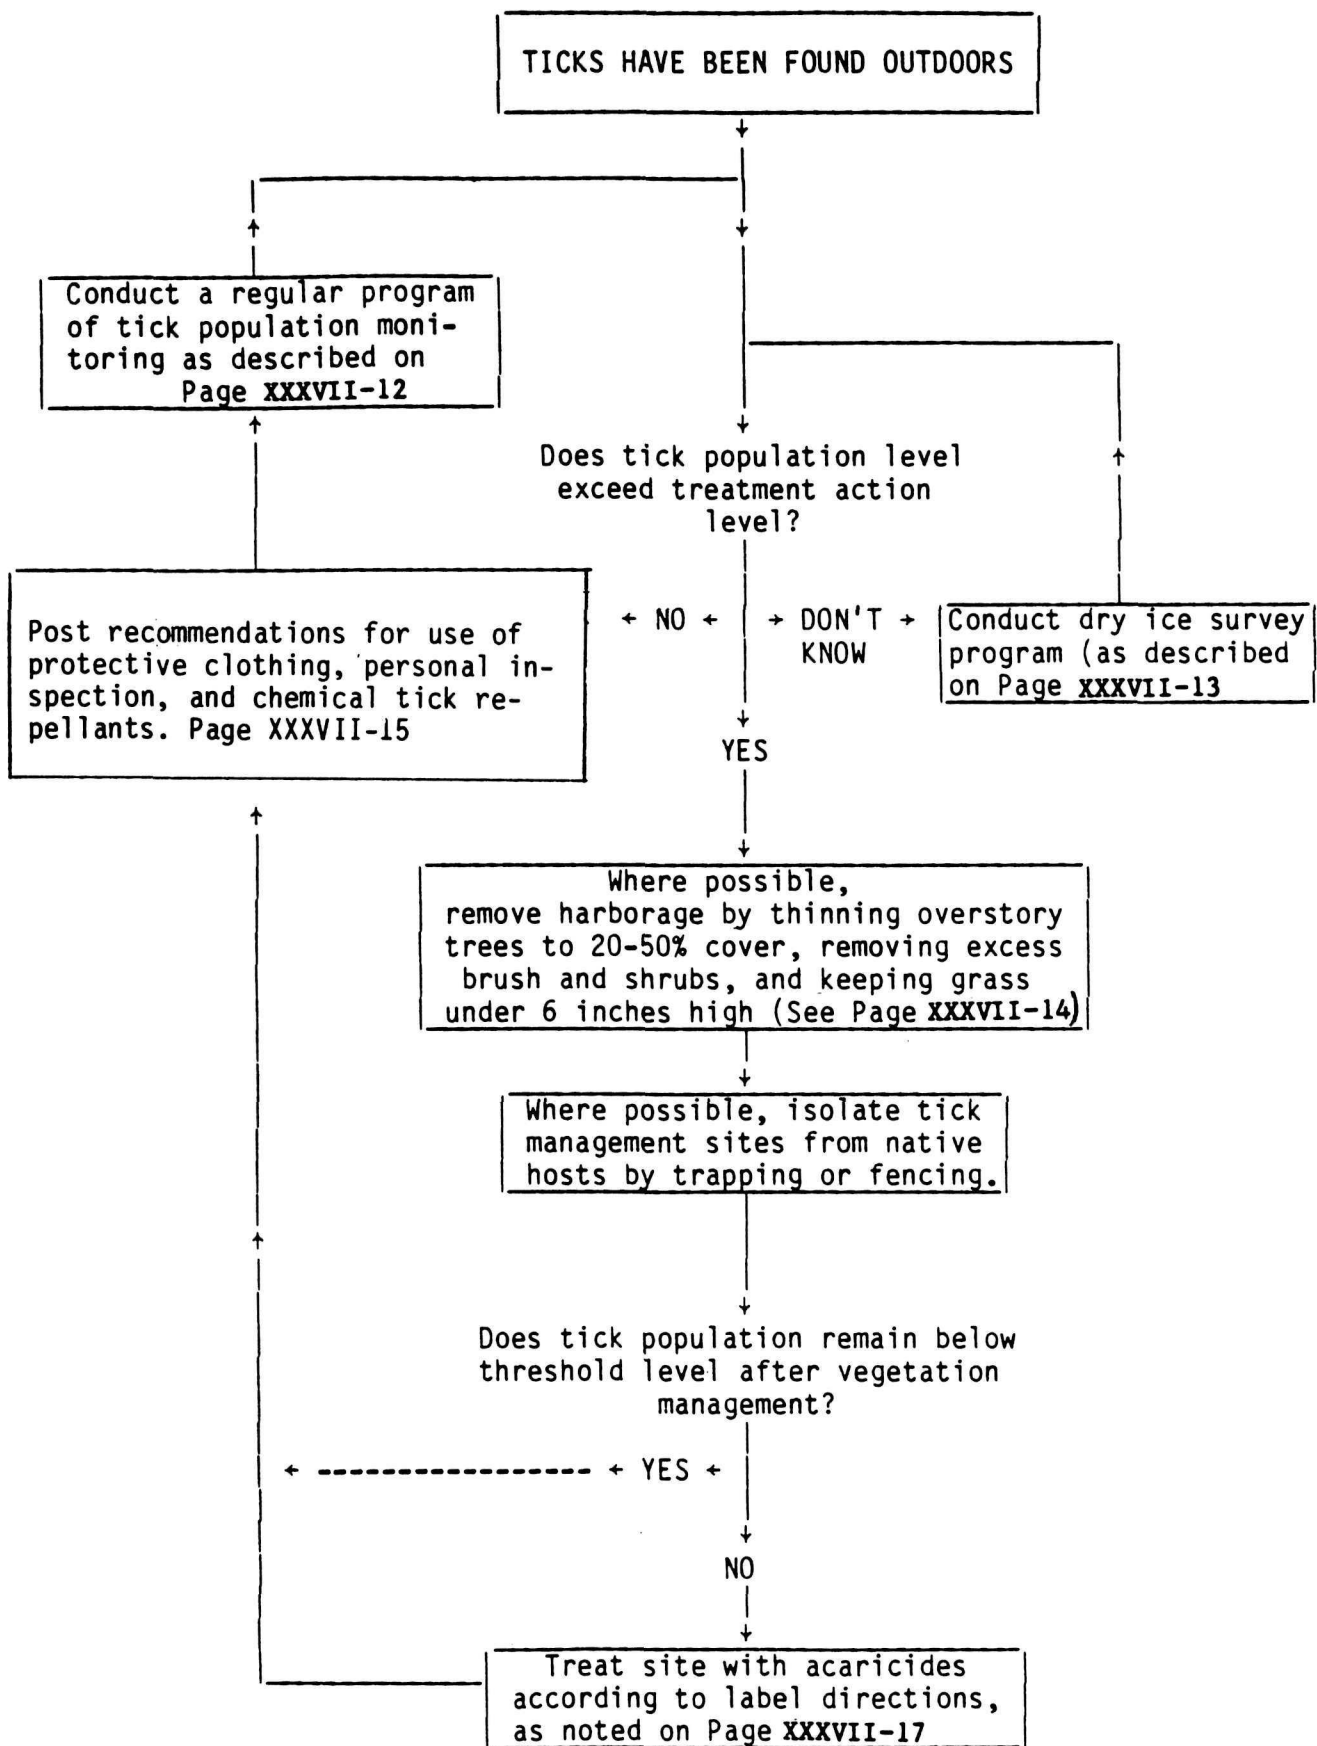 TICKS HAVE BEEN FOUND OUTDOORS
Conduct a regular program
of tick population moni-
toring as described on
Page XXXVII-12
Does tick population level
exceed treatment action
level?
Post recommendations for use of
protective clothing, personal in-
spection, and chemical tick re-
pellants. Page XXXVII-15
← NO ←
→ DON'T →
KNOW
Conduct dry ice survey
program (as described
on Page XXXVII-13
YES
Where possible,
remove harborage by thinning overstory
trees to 20-50% cover, removing excess
brush and shrubs, and keeping grass
under 6 inches high (See Page XXXVII-14)
Where possible, isolate tick
management sites from native
hosts by trapping or fencing.
Does tick population remain below
threshold level after vegetation
management?
← YES ←
NO
Treat site with acaricides
according to label directions,
as noted on Page XXXVII-17